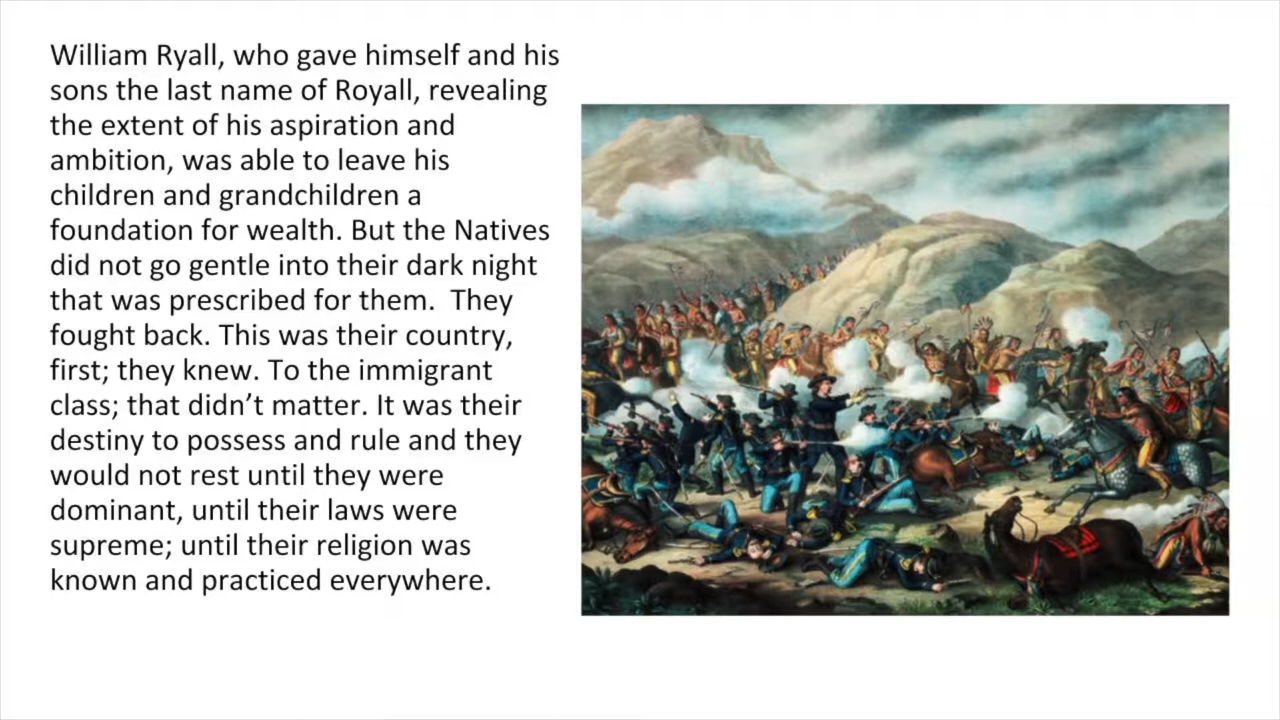 William Ryall, who gave himself and his
sons the last name of Royall, revealing
the extent of his aspiration and
ambition, was able to leave his
children and grandchildren a
foundation for wealth. But the Natives
did not go gentle into their dark night
that was prescribed for them.  They
fought back. This was their country,
first; they knew. To the immigrant
class; that didn’t matter. It was their
destiny to possess and rule and they
would not rest until they were
dominant, until their laws were
supreme; until their religion was
known and practiced everywhere.